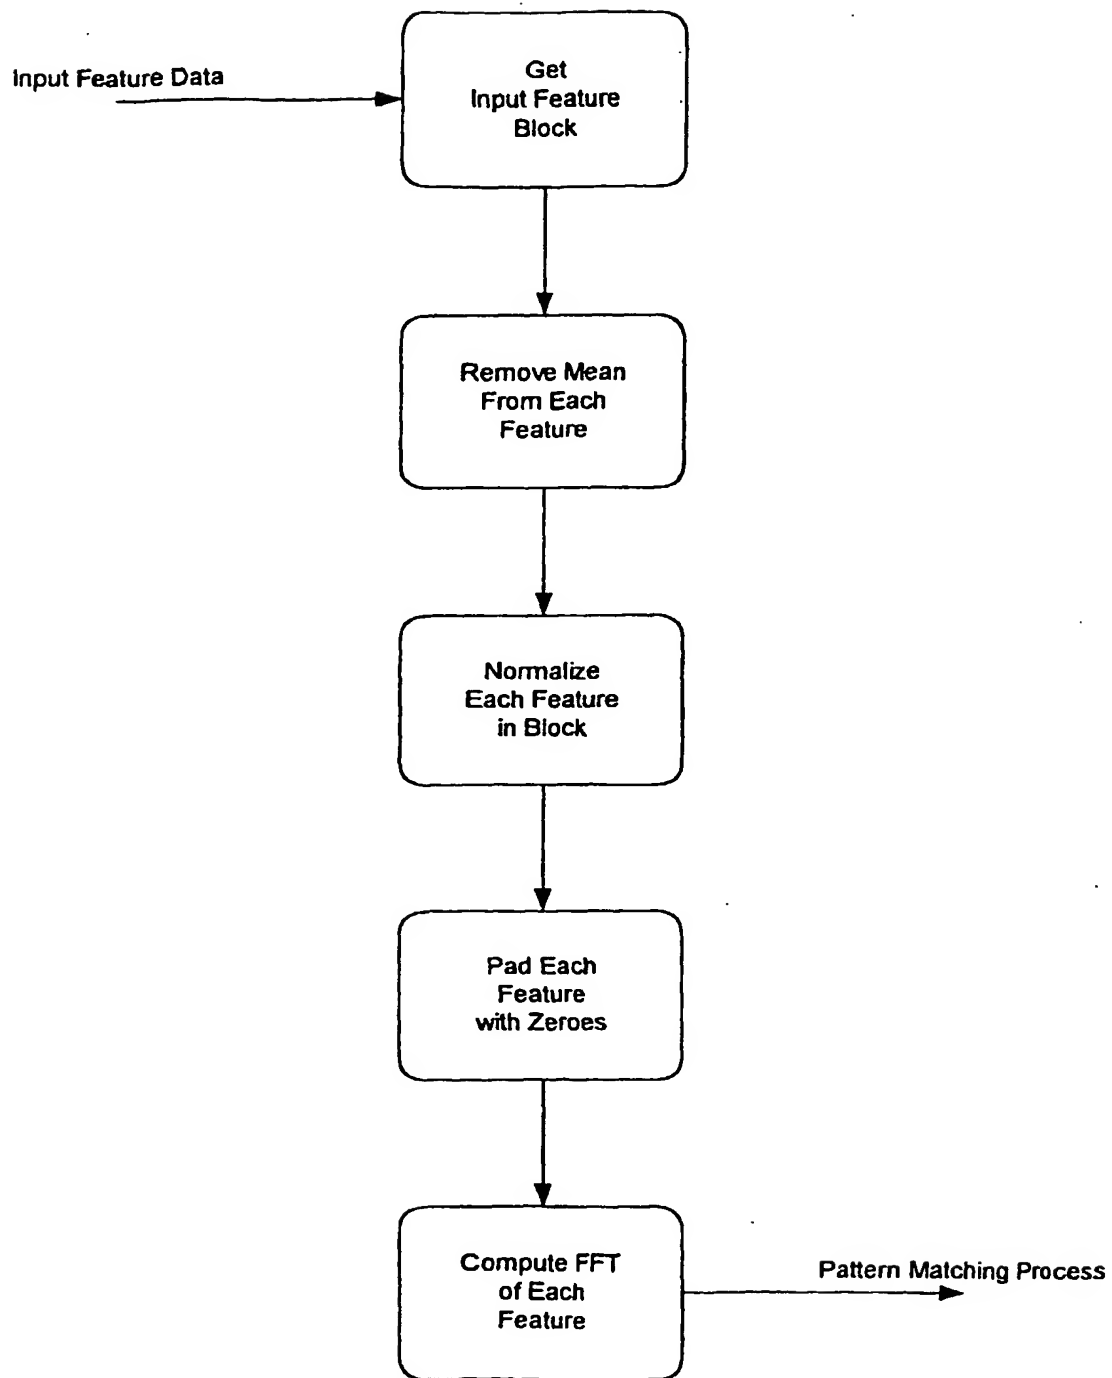 Input Feature Data
Get
Input Feature
Block
Remove Mean
From Each
Feature
Normalize
Each Feature
in Block
Pad Each
Feature
with Zeroes
Compute FFT
of Each
Feature
Pattern Matching Process